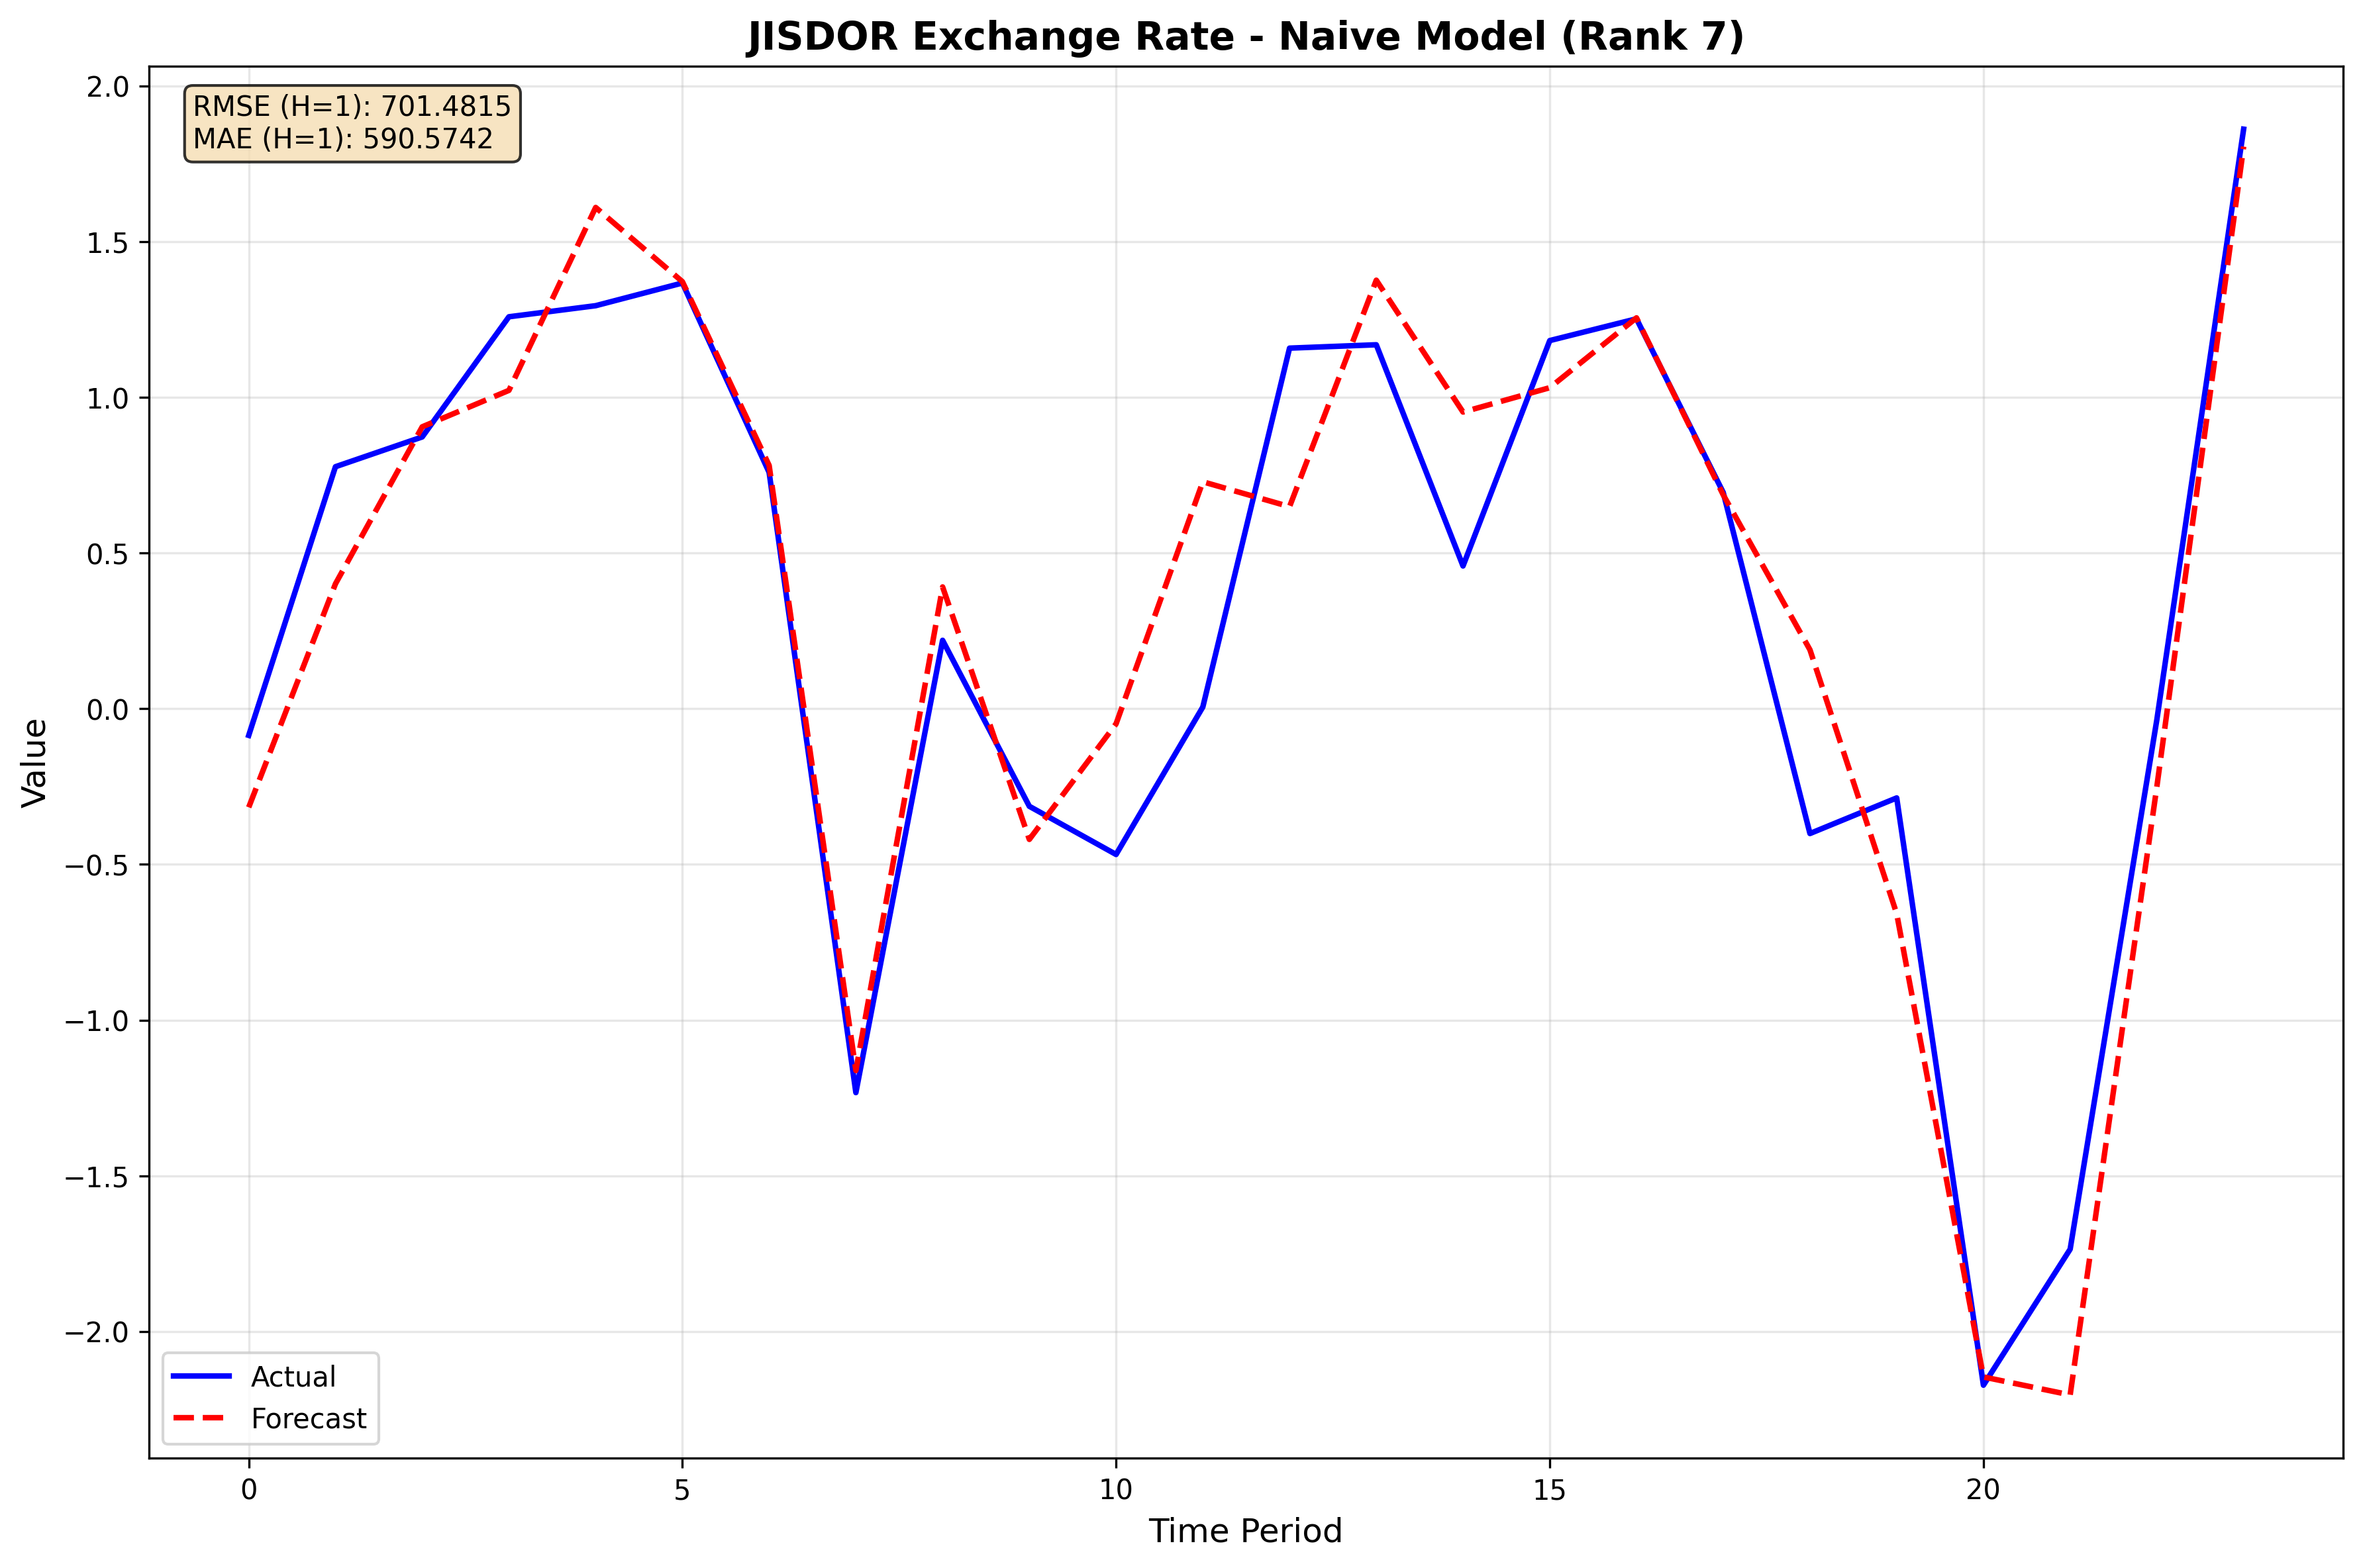 JISDOR Exchange Rate - Naive Model (Rank 7)
RMSE (H=1): 701.4815
MAE (H=1): 590.5742
2.0
1.5
1.0
0.5
0.0
−0.5
−1.0
−1.5
−2.0
Value
Actual
Forecast
0 5 10 15 20
Time Period